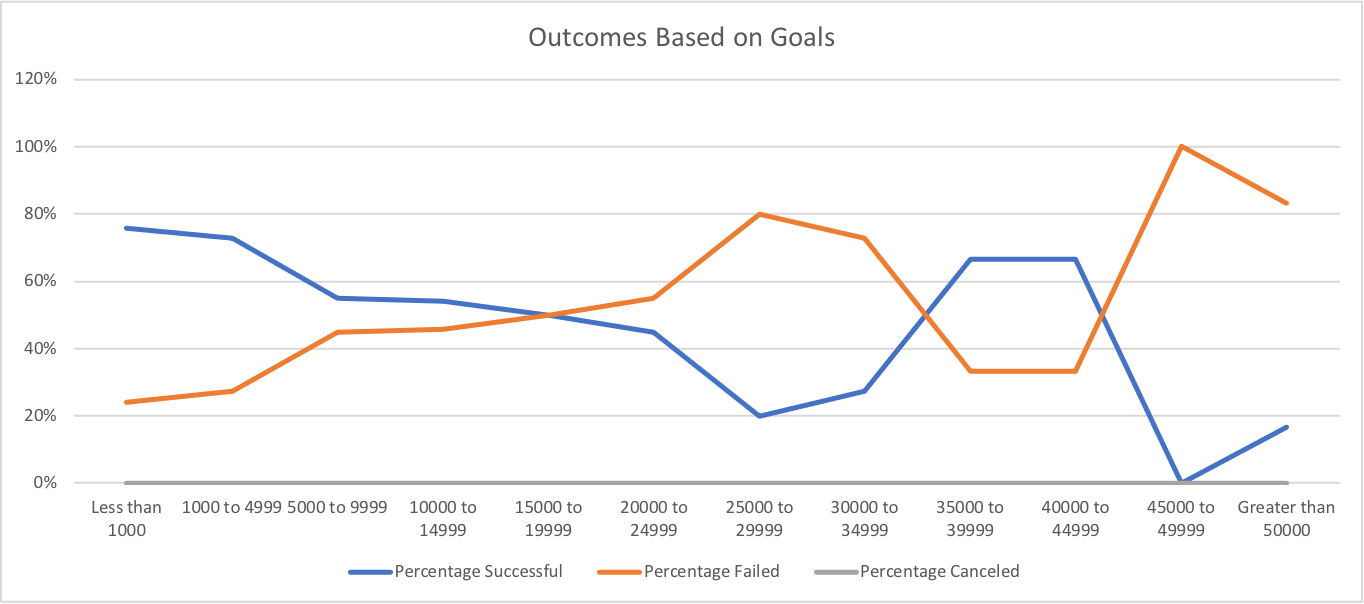 Outcomes Based on Goals
120%
100%
80%
60%
40%
20%
0%
Less than 1000 to 4999 5000 to 9999 10000 to 15000 to 20000 to 25000 to 30000 to 35000 to 40000 to 45000 to Greater than
1000 14999 19999 24999 29999 34999 39999 44999 49999 50000
Percentage Successful Percentage Failed Percentage Canceled